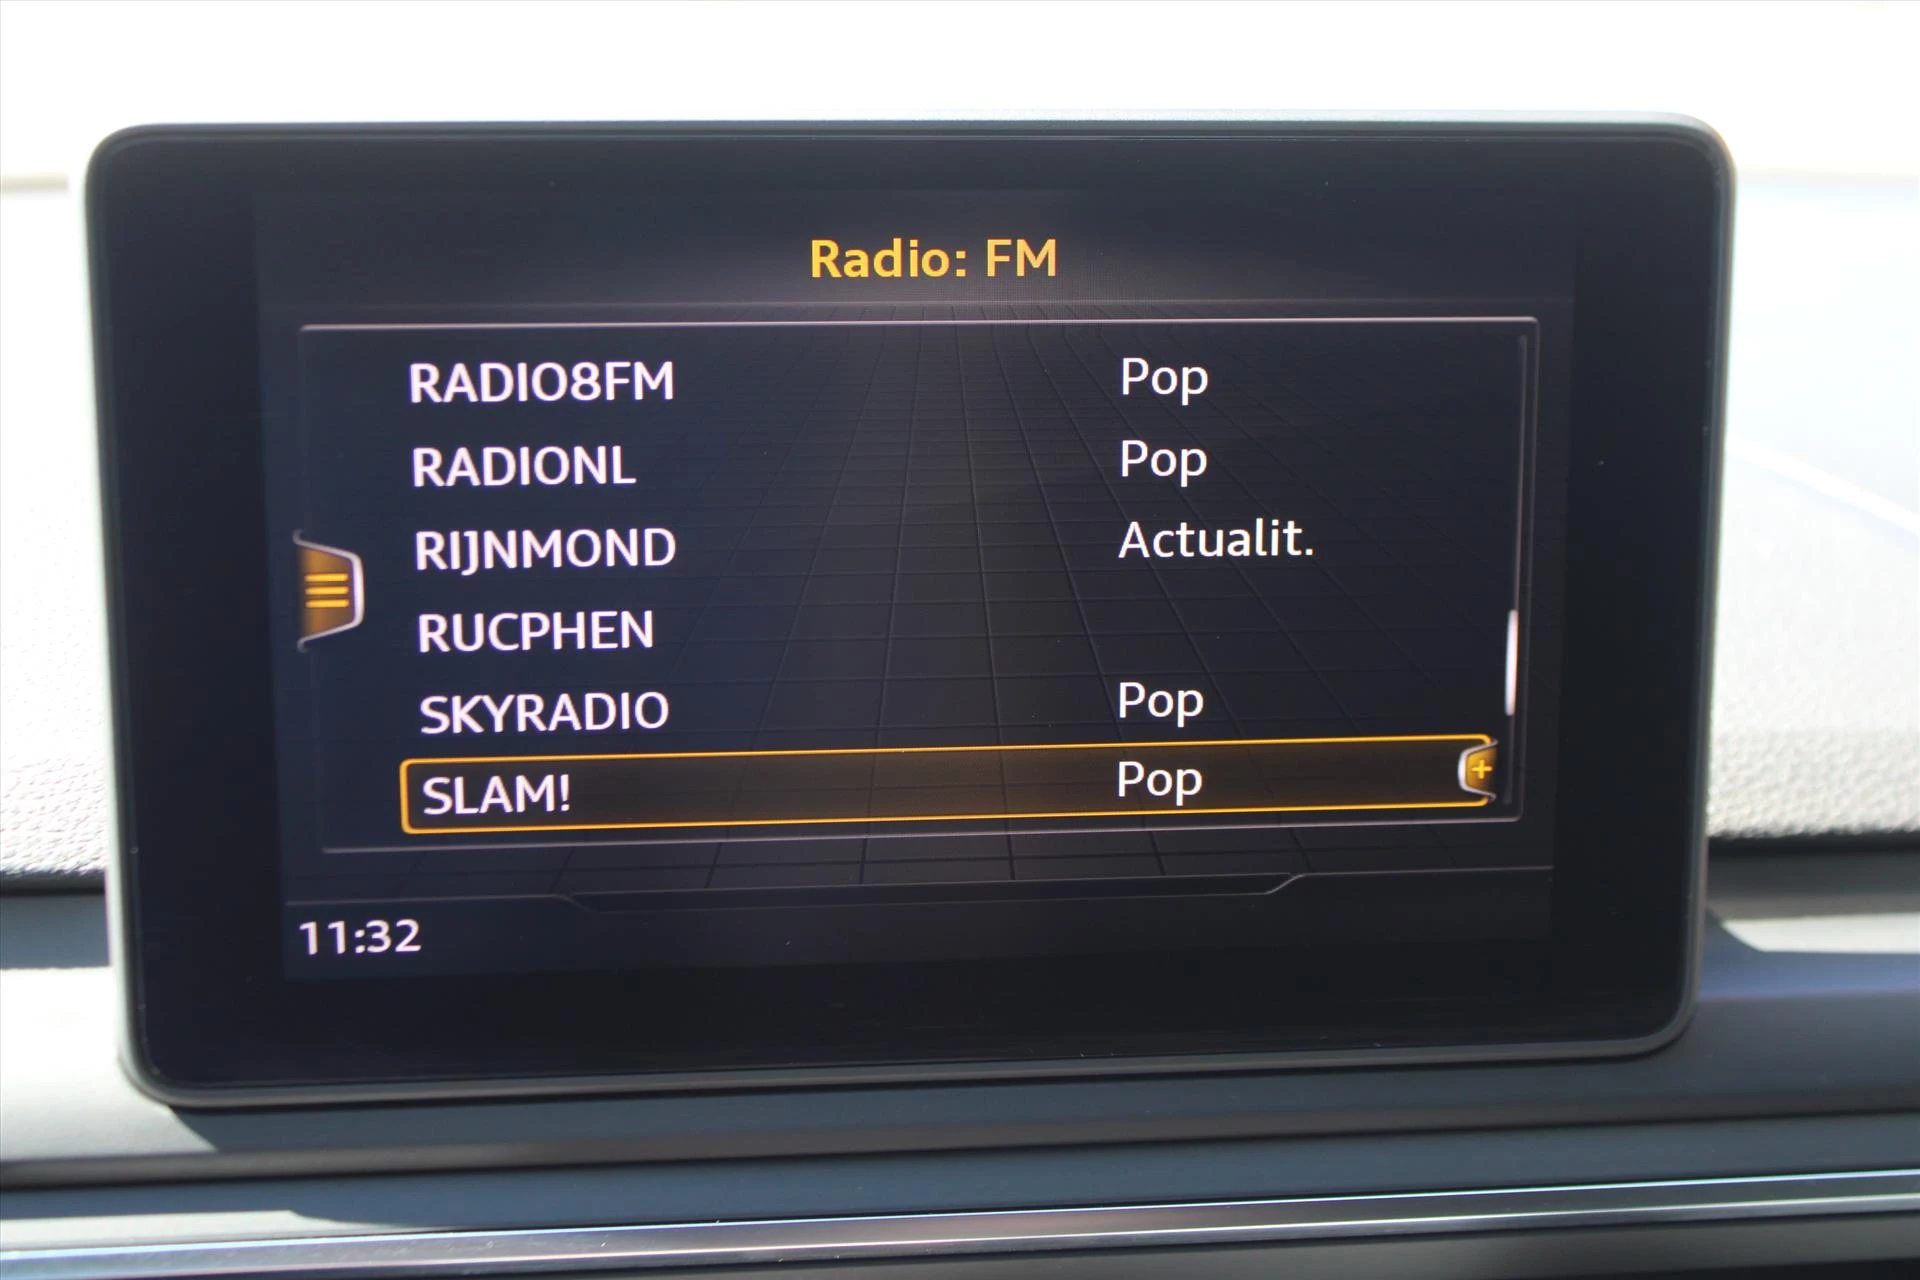 Radio: FM
RADIO8FM Pop
RADIONL Pop
RIJNMOND Actualit.
RUCPHEN
SKYRADIO Pop
SLAM! Pop
11:32